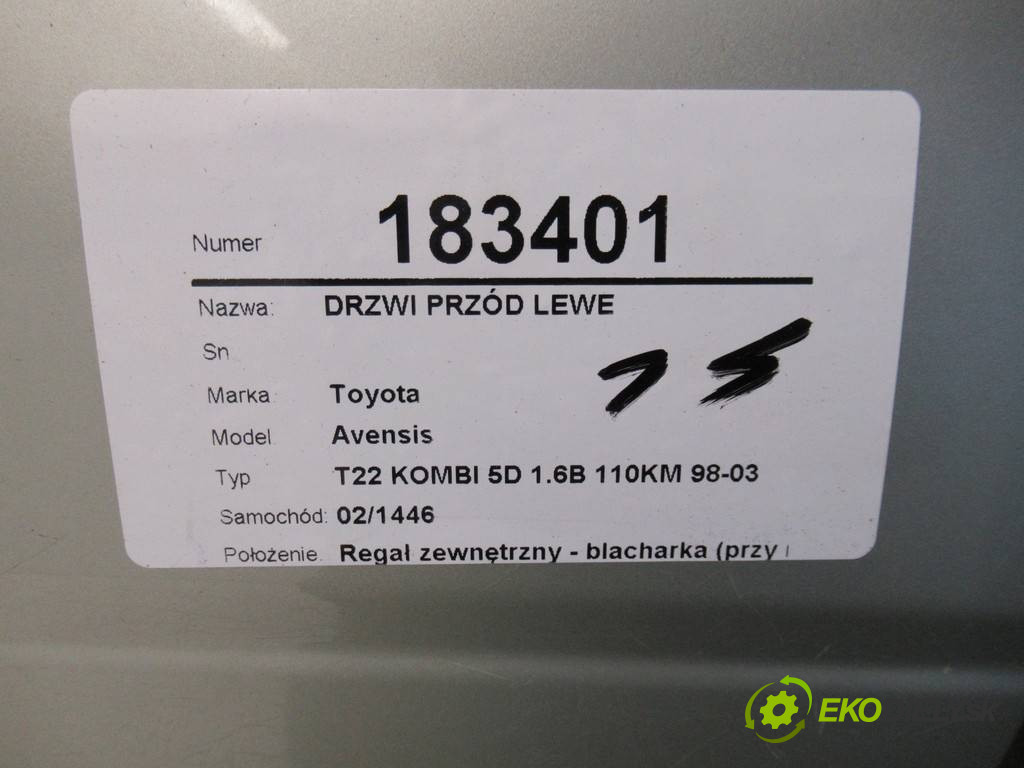 Numer 183401
Nazwa: DRZWI PRZÓD LEWE
Sn
Marka Toyota
Model Avensis
Typ T22 KOMBI 5D 1.6B 110KM 98-03
Samochód: 02/1446
Położenie Regał zewnętrzny - blacharka (przy
EKO